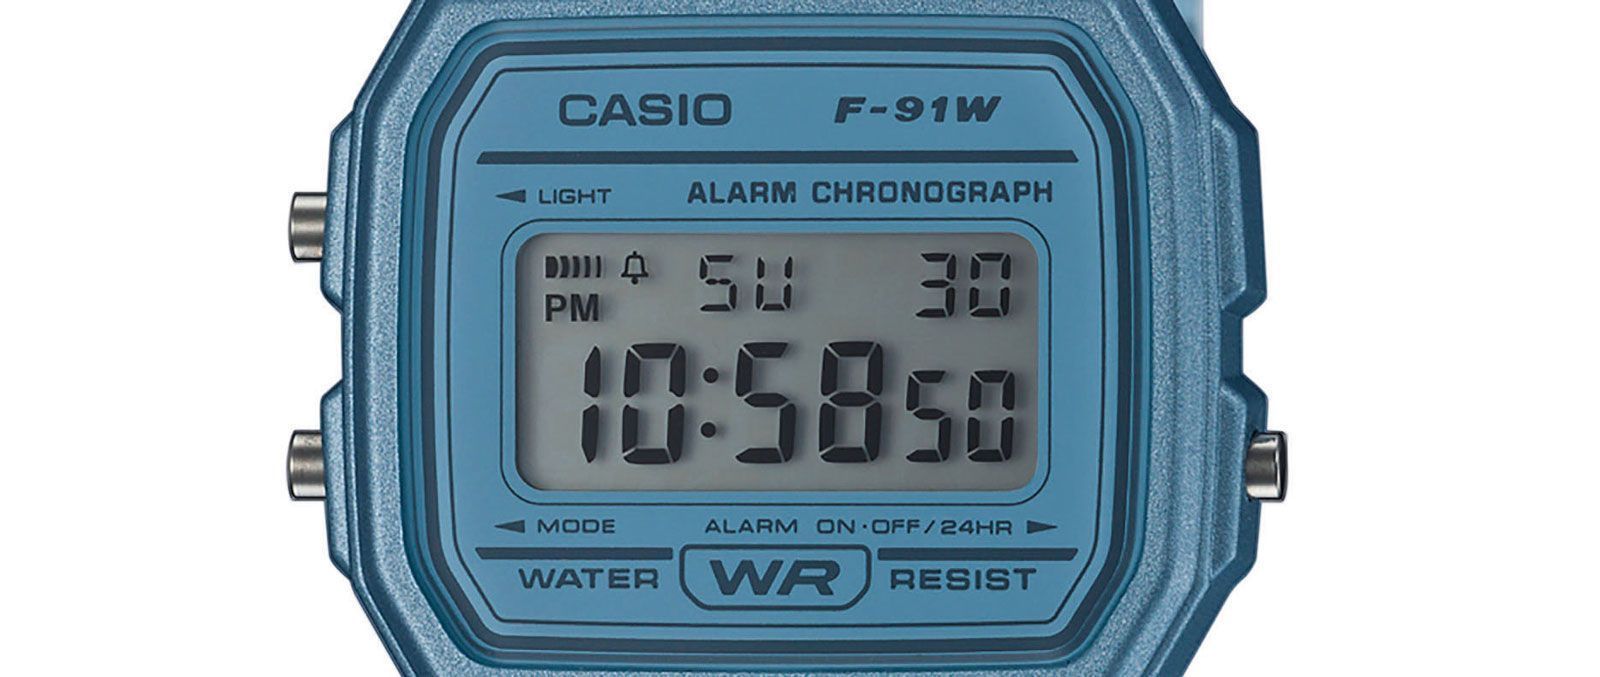 CASIO F-91W
LIGHT ALARM CHRONOGRAPH
SU 30
PM
10:58 50
MODE ALARM ON·OFF/24HR
WATER WR RESIST